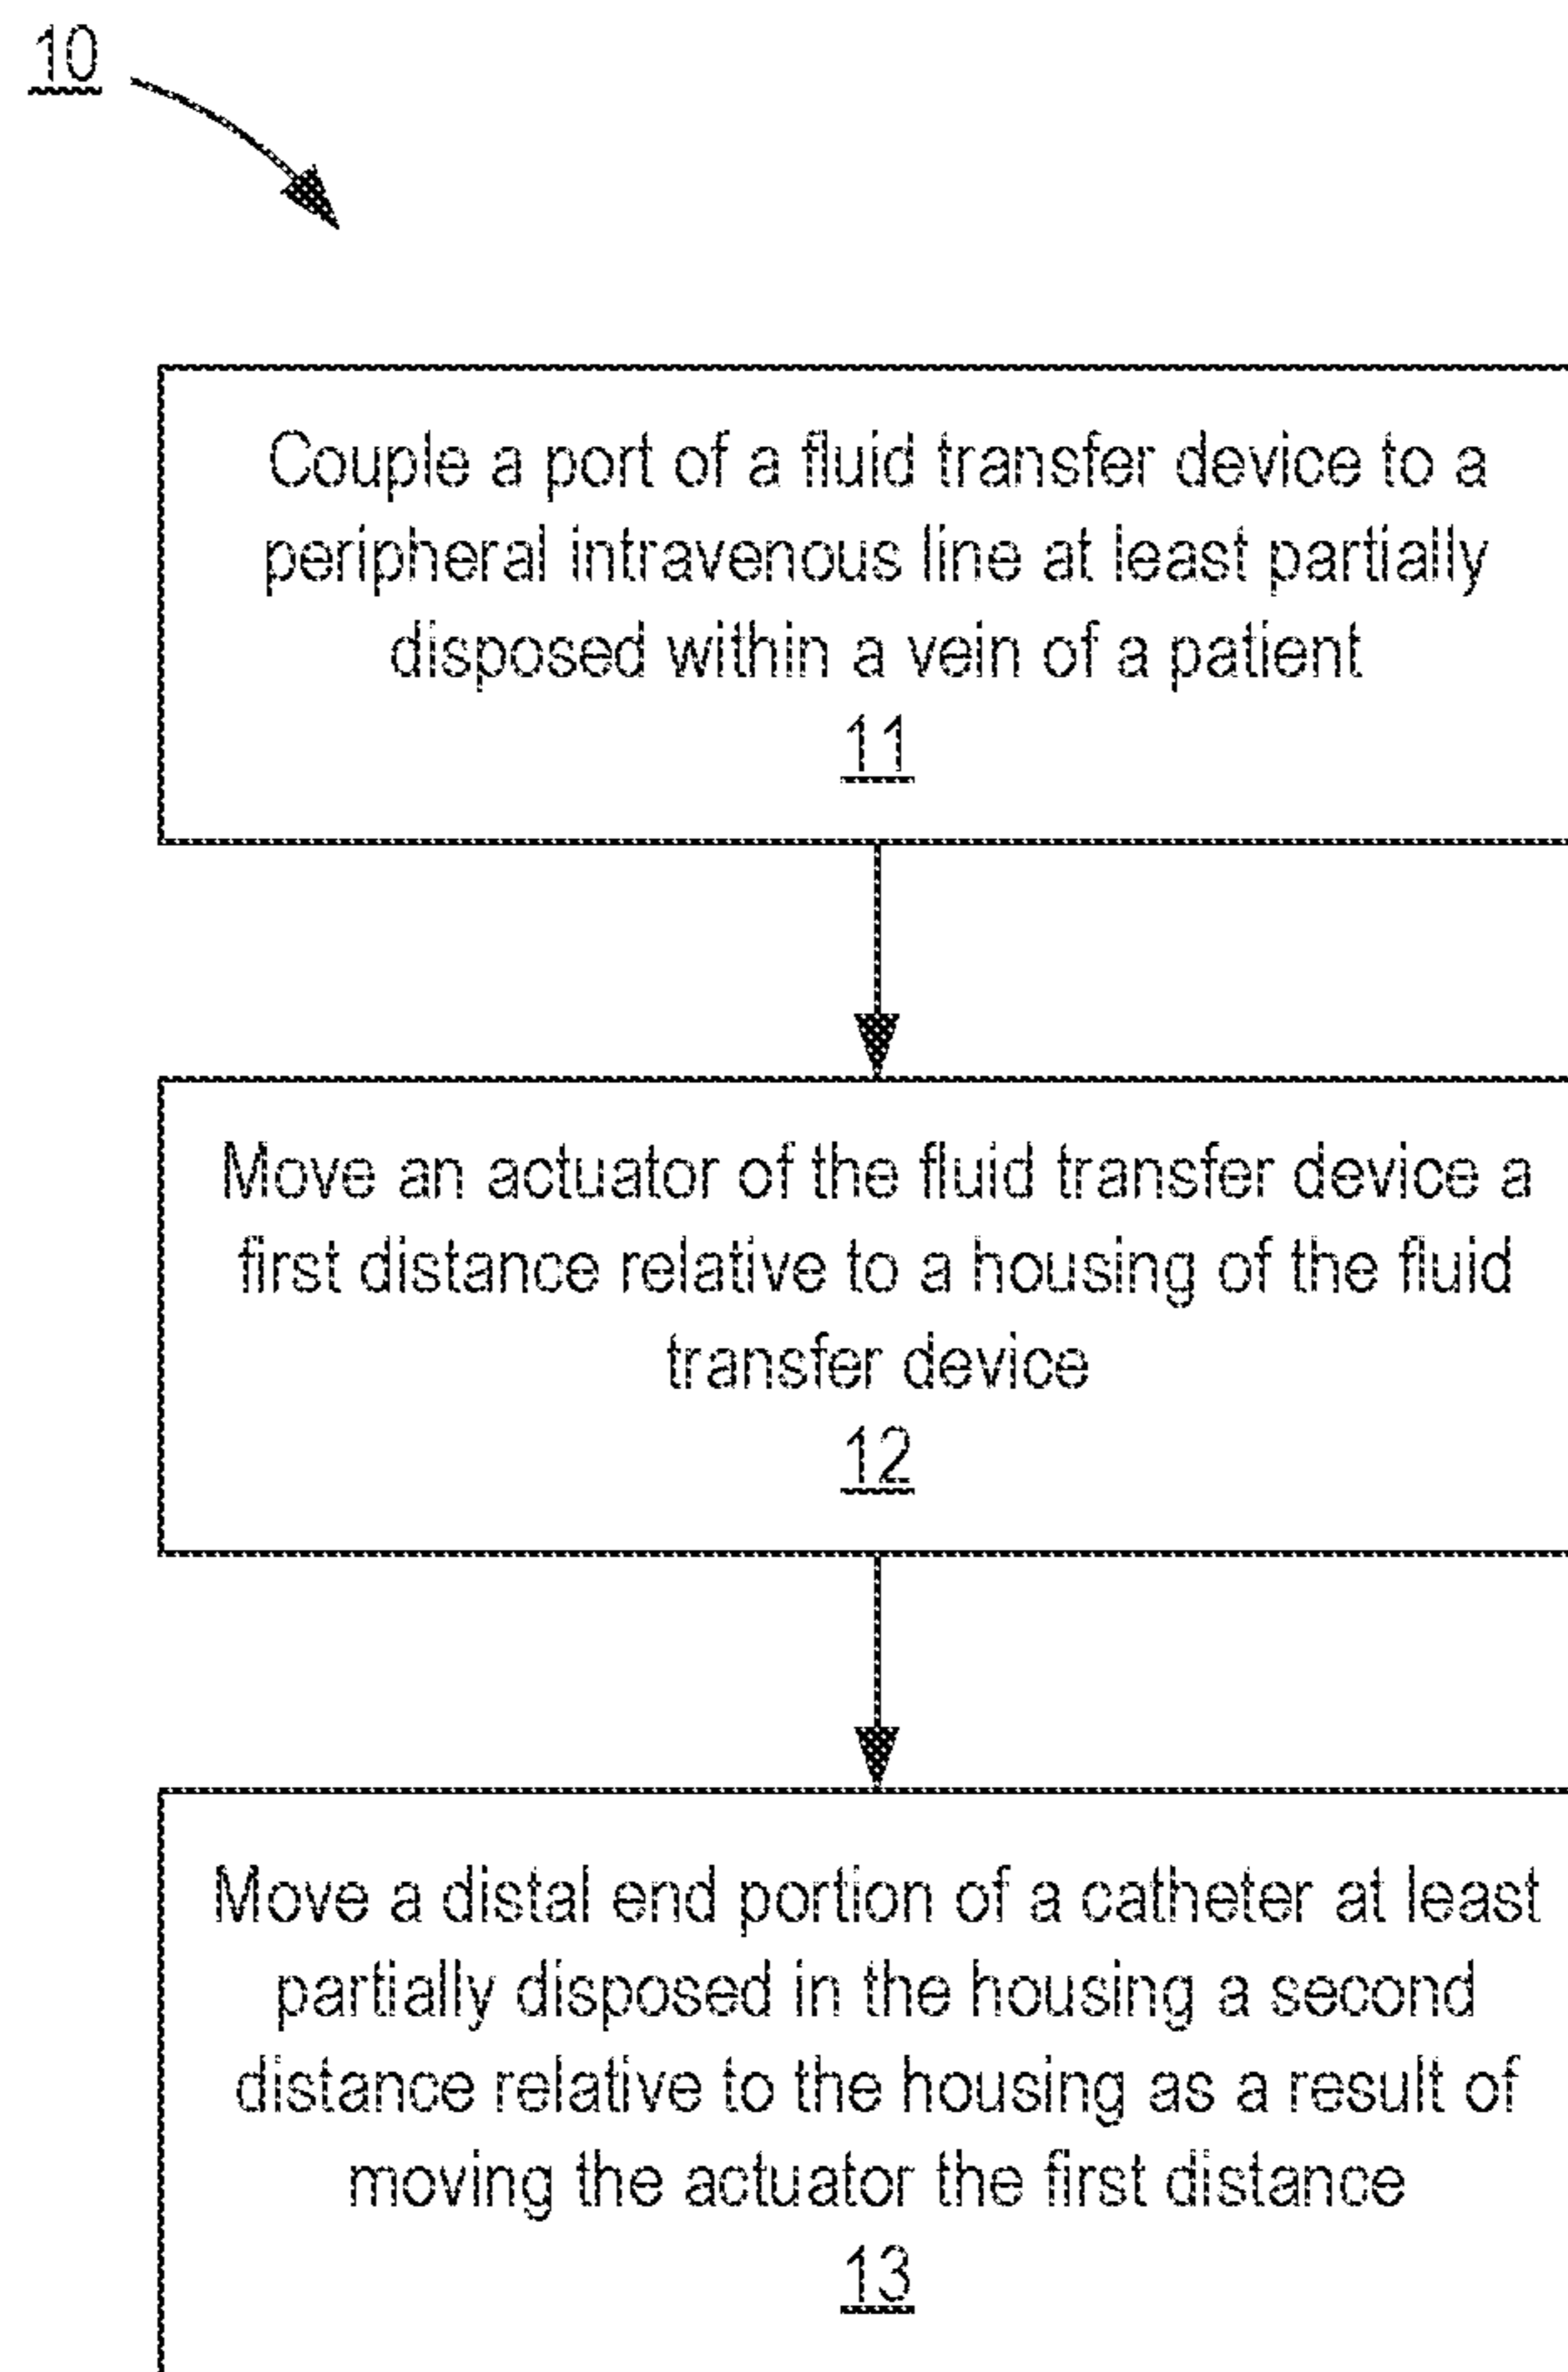 10
Couple a port of a fluid transfer device to a
peripheral intravenous line at least partially
disposed within a vein of a patient
11
Move an actuator of the fluid transfer device a
first distance relative to a housing of the fluid
transfer device
12
Move a distal end portion of a catheter at least
partially disposed in the housing a second
distance relative to the housing as a result of
moving the actuator the first distance
13